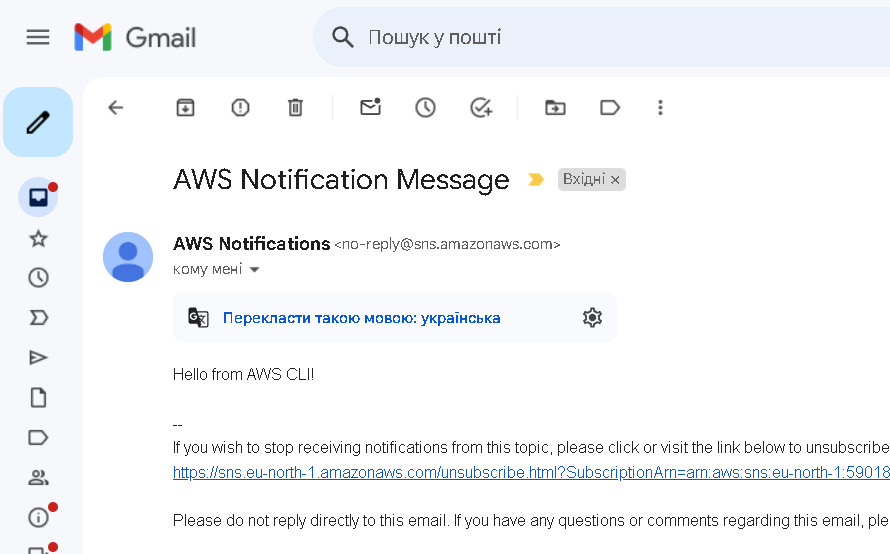 Gmail
Пошук у пошті
AWS Notification Message
Вхідні ×
AWS Notifications <no-reply@sns.amazonaws.com>
кому мені
Перекласти такою мовою: українська
Hello from AWS CLI!
--
If you wish to stop receiving notifications from this topic, please click or visit the link below to unsubscribe
https://sns.eu-north-1.amazonaws.com/unsubscribe.html?SubscriptionArn=arn:aws:sns:eu-north-1:59018
Please do not reply directly to this email. If you have any questions or comments regarding this email, ple